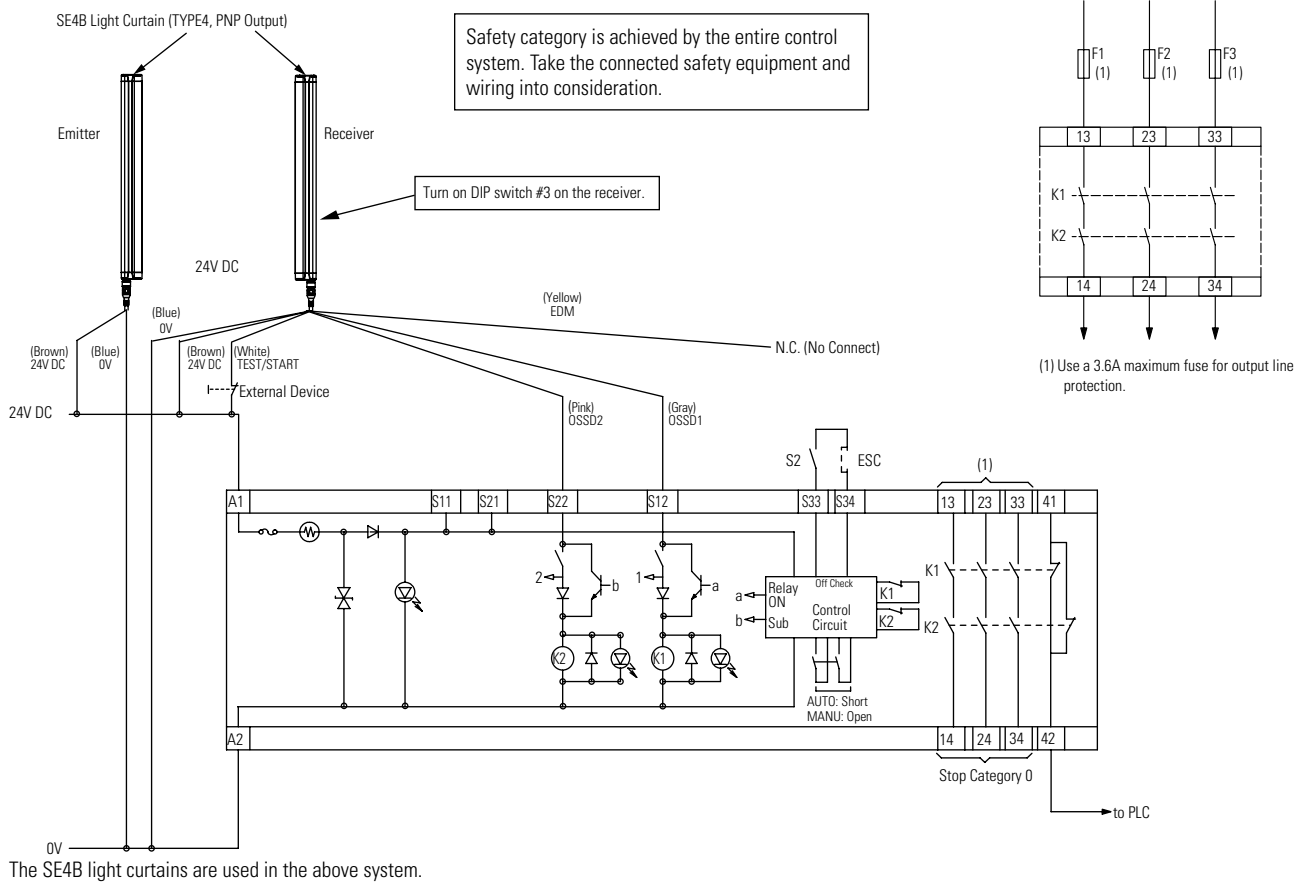 SE4B Light Curtain (TYPE4, PNP Output)
Safety category is achieved by the entire control
system. Take the connected safety equipment and
wiring into consideration.
Emitter
Receiver
Turn on DIP switch #3 on the receiver.
24V DC
(Yellow)
EDM
N.C. (No Connect)
(Brown)
24V DC
(Blue)
0V
(Blue)
0V
(Brown)
24V DC
(White)
TEST/START
External Device
24V DC
(Pink)
OSSD2
(Gray)
OSSD1
F1
(1)
F2
(1)
F3
(1)
13 23 33
K1
K2
14 24 34
(1) Use a 3.6A maximum fuse for output line
protection.
S2 ESC
(1)
A1 S11 S21 S22 S12 S33 S34 13 23 33 41
2 b
1 a
a Relay
ON
b Sub
Off Check
Control
Circuit
K1
K2
K1
K2
K2
K1
AUTO: Short
MANU: Open
A2 14 24 34 42
Stop Category 0
to PLC
0V
The SE4B light curtains are used in the above system.